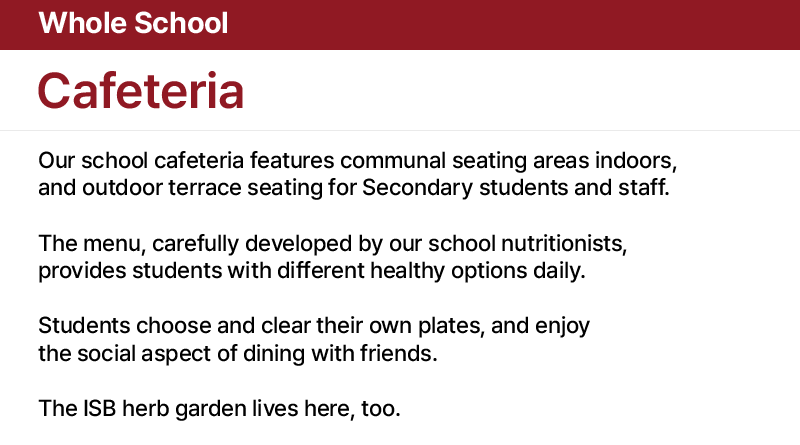 Whole School
Cafeteria
Our school cafeteria features communal seating areas indoors,
and outdoor terrace seating for Secondary students and staff.
The menu, carefully developed by our school nutritionists,
provides students with different healthy options daily.
Students choose and clear their own plates, and enjoy
the social aspect of dining with friends.
The ISB herb garden lives here, too.